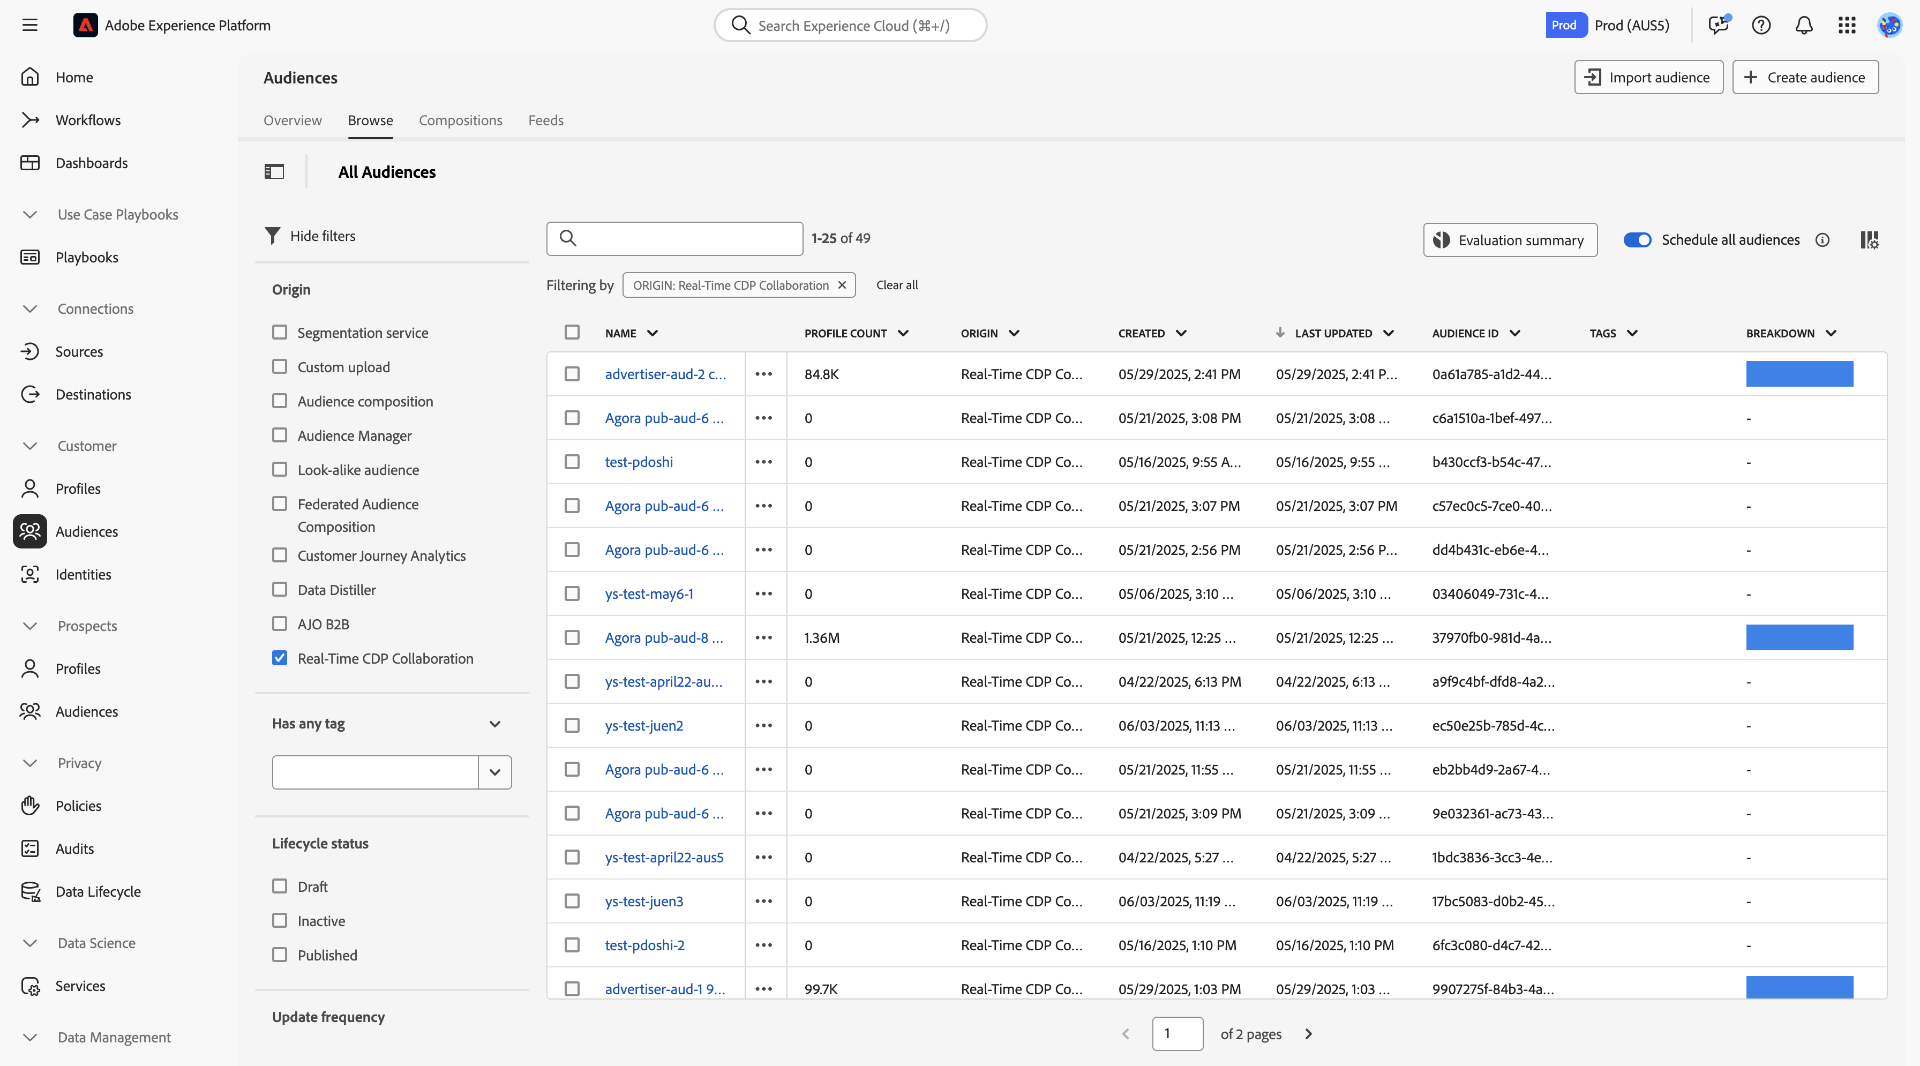 Adobe Experience Platform
Search Experience Cloud (⌘+/)
Prod Prod (AUS5)
Home
Workflows
Dashboards
Use Case Playbooks
Playbooks
Connections
Sources
Destinations
Customer
Profiles
Audiences
Identities
Prospects
Profiles
Audiences
Privacy
Policies
Audits
Data Lifecycle
Data Science
Services
Data Management
Audiences
Import audience
Create audience
Overview Browse Compositions Feeds
All Audiences
Hide filters
Origin
Segmentation service
Custom upload
Audience composition
Audience Manager
Look-alike audience
Federated Audience
Composition
Customer Journey Analytics
Data Distiller
AJO B2B
Real-Time CDP Collaboration
Has any tag
Lifecycle status
Draft
Inactive
Published
Update frequency
1-25 of 49
Evaluation summary
Schedule all audiences
Filtering by ORIGIN: Real-Time CDP Collaboration Clear all
NAME PROFILE COUNT ORIGIN CREATED LAST UPDATED AUDIENCE ID TAGS BREAKDOWN
advertiser-aud-2 c... ••• 84.8K Real-Time CDP Co... 05/29/2025, 2:41 PM 05/29/2025, 2:41 P... 0a61a785-a1d2-44...
Agora pub-aud-6 ... ••• 0 Real-Time CDP Co... 05/21/2025, 3:08 PM 05/21/2025, 3:08 ... c6a1510a-1bef-497... -
test-pdoshi ••• 0 Real-Time CDP Co... 05/16/2025, 9:55 A... 05/16/2025, 9:55 ... b430ccf3-b54c-47... -
Agora pub-aud-6 ... ••• 0 Real-Time CDP Co... 05/21/2025, 3:07 PM 05/21/2025, 3:07 PM c57ec0c5-7ce0-40... -
Agora pub-aud-6 ... ••• 0 Real-Time CDP Co... 05/21/2025, 2:56 PM 05/21/2025, 2:56 P... dd4b431c-eb6e-4... -
ys-test-may6-1 ••• 0 Real-Time CDP Co... 05/06/2025, 3:10 ... 05/06/2025, 3:10 ... 03406049-731c-4... -
Agora pub-aud-8 ... ••• 1.36M Real-Time CDP Co... 05/21/2025, 12:25 ... 05/21/2025, 12:25 ... 37970fb0-981d-4a...
ys-test-april22-au... ••• 0 Real-Time CDP Co... 04/22/2025, 6:13 PM 04/22/2025, 6:13 ... a9f9c4bf-dfd8-4a2... -
ys-test-juen2 ••• 0 Real-Time CDP Co... 06/03/2025, 11:13 ... 06/03/2025, 11:13 ... ec50e25b-785d-4c... -
Agora pub-aud-6 ... ••• 0 Real-Time CDP Co... 05/21/2025, 11:55 ... 05/21/2025, 11:55 ... eb2bb4d9-2a67-4... -
Agora pub-aud-6 ... ••• 0 Real-Time CDP Co... 05/21/2025, 3:09 PM 05/21/2025, 3:09 ... 9e032361-ac73-43... -
ys-test-april22-aus5 ••• 0 Real-Time CDP Co... 04/22/2025, 5:27 ... 04/22/2025, 5:27 ... 1bdc3836-3cc3-4e... -
ys-test-juen3 ••• 0 Real-Time CDP Co... 06/03/2025, 11:19 ... 06/03/2025, 11:19 ... 17bc5083-d0b2-45... -
test-pdoshi-2 ••• 0 Real-Time CDP Co... 05/16/2025, 1:10 PM 05/16/2025, 1:10 PM 6fc3c080-d4c7-42... -
advertiser-aud-1 9... ••• 99.7K Real-Time CDP Co... 05/29/2025, 1:03 PM 05/29/2025, 1:03 ... 9907275f-84b3-4a...
1 of 2 pages